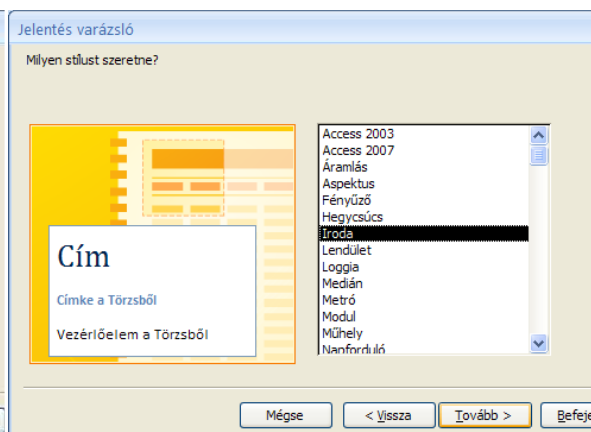 Jelentés varázsló
Milyen stílust szeretne?
Cím
Címke a Törzsből
Vezérlőelem a Törzsből
Access 2003
Access 2007
Áramlás
Aspektus
Fényűző
Hegycsúcs
Iroda
Lendület
Loggia
Medián
Metró
Modul
Műhely
Napforduló
Mégse
< Vissza
Tovább >
Befeje